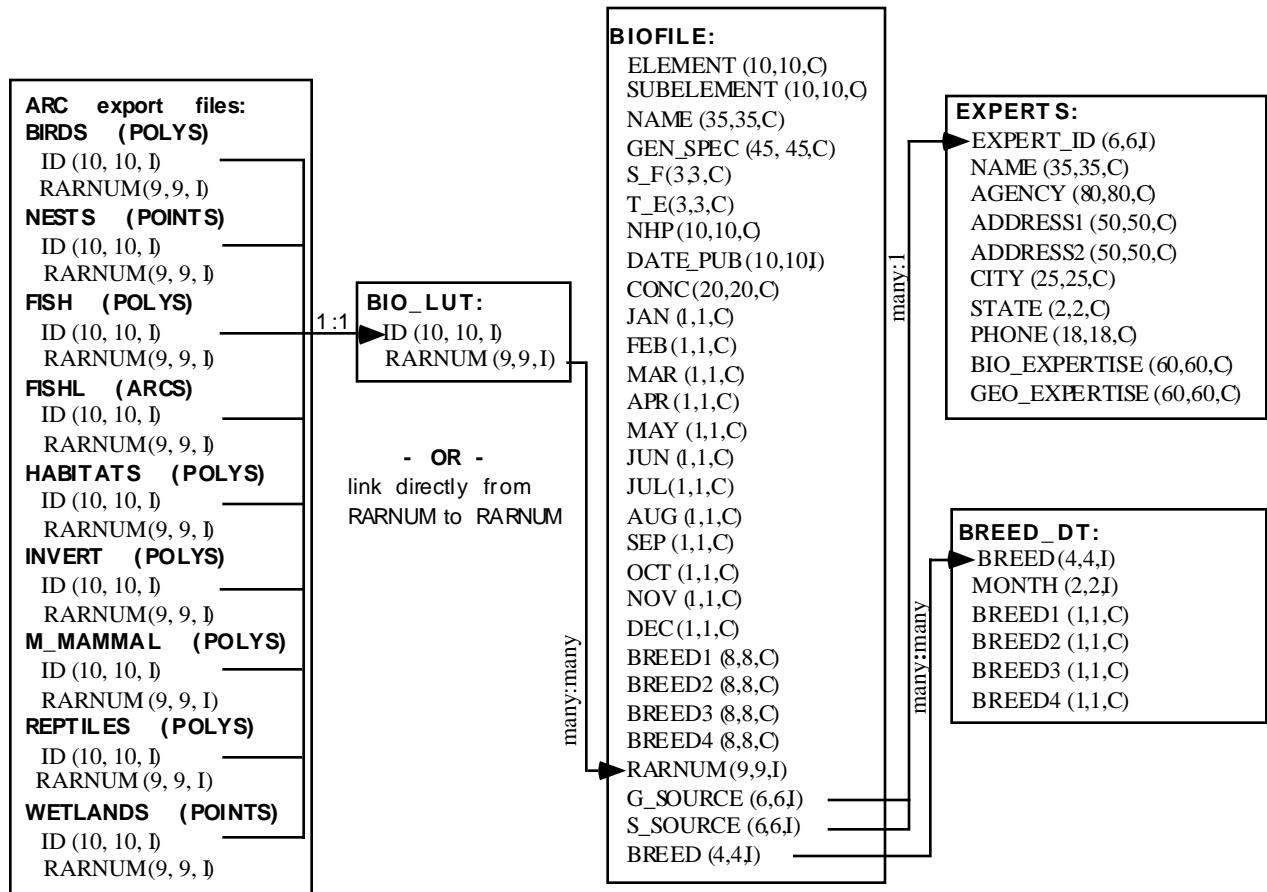 ARC export files:
BIRDS (POLYS)
ID (10, 10, I)
RARNUM(9,9, I)
NESTS (POINTS)
ID (10, 10, I)
RARNUM(9, 9, I)
FISH (POLYS)
ID (10, 10, I)
RARNUM(9, 9, I)
FISHL (ARCS)
ID (10, 10, I)
RARNUM(9, 9, I)
HABITATS (POLYS)
ID (10, 10, I)
RARNUM(9, 9, I)
INVERT (POLYS)
ID (10, 10, I)
RARNUM(9, 9, I)
M_MAMMAL (POLYS)
ID (10, 10, I)
RARNUM(9, 9, I)
REPTILES (POLYS)
ID (10, 10, I)
RARNUM (9, 9, I)
WETLANDS (POINTS)
ID (10, 10, I)
RARNUM(9, 9, I)
1:1
BIO_LUT:
ID (10, 10, I)
RARNUM (9,9, I)
- OR -
link directly from
RARNUM to RARNUM
many:many
BIOFILE:
ELEMENT (10,10,C)
SUBELEMENT (10,10,C)
NAME (35,35,C)
GEN_SPEC (45, 45,C)
S_F(3,3,C)
T_E(3,3,C)
NHP (10,10,C)
DATE_PUB (10,10,I)
CONC (20,20,C)
JAN (1,1,C)
FEB (1,1,C)
MAR (1,1,C)
APR (1,1,C)
MAY (1,1,C)
JUN (1,1,C)
JUL(1,1,C)
AUG (1,1,C)
SEP (1,1,C)
OCT (1,1,C)
NOV (1,1,C)
DEC (1,1,C)
BREED1 (8,8,C)
BREED2 (8,8,C)
BREED3 (8,8,C)
BREED4 (8,8,C)
RARNUM (9,9,I)
G_SOURCE (6,6,I)
S_SOURCE (6,6,I)
BREED (4,4,I)
many:1
many:many
EXPERTS:
EXPERT_ID (6,6,I)
NAME (35,35,C)
AGENCY (80,80,C)
ADDRESS1 (50,50,C)
ADDRESS2 (50,50,C)
CITY (25,25,C)
STATE (2,2,C)
PHONE (18,18,C)
BIO_EXPERTISE (60,60,C)
GEO_EXPERTISE (60,60,C)
BREED_DT:
BREED (4,4,I)
MONTH (2,2,I)
BREED1 (1,1,C)
BREED2 (1,1,C)
BREED3 (1,1,C)
BREED4 (1,1,C)